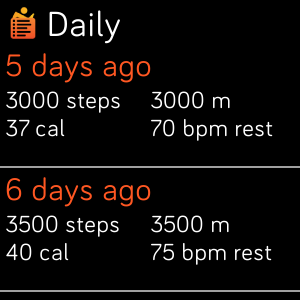 Daily
5 days ago
3000 steps 3000 m
37 cal 70 bpm rest
6 days ago
3500 steps 3500 m
40 cal 75 bpm rest